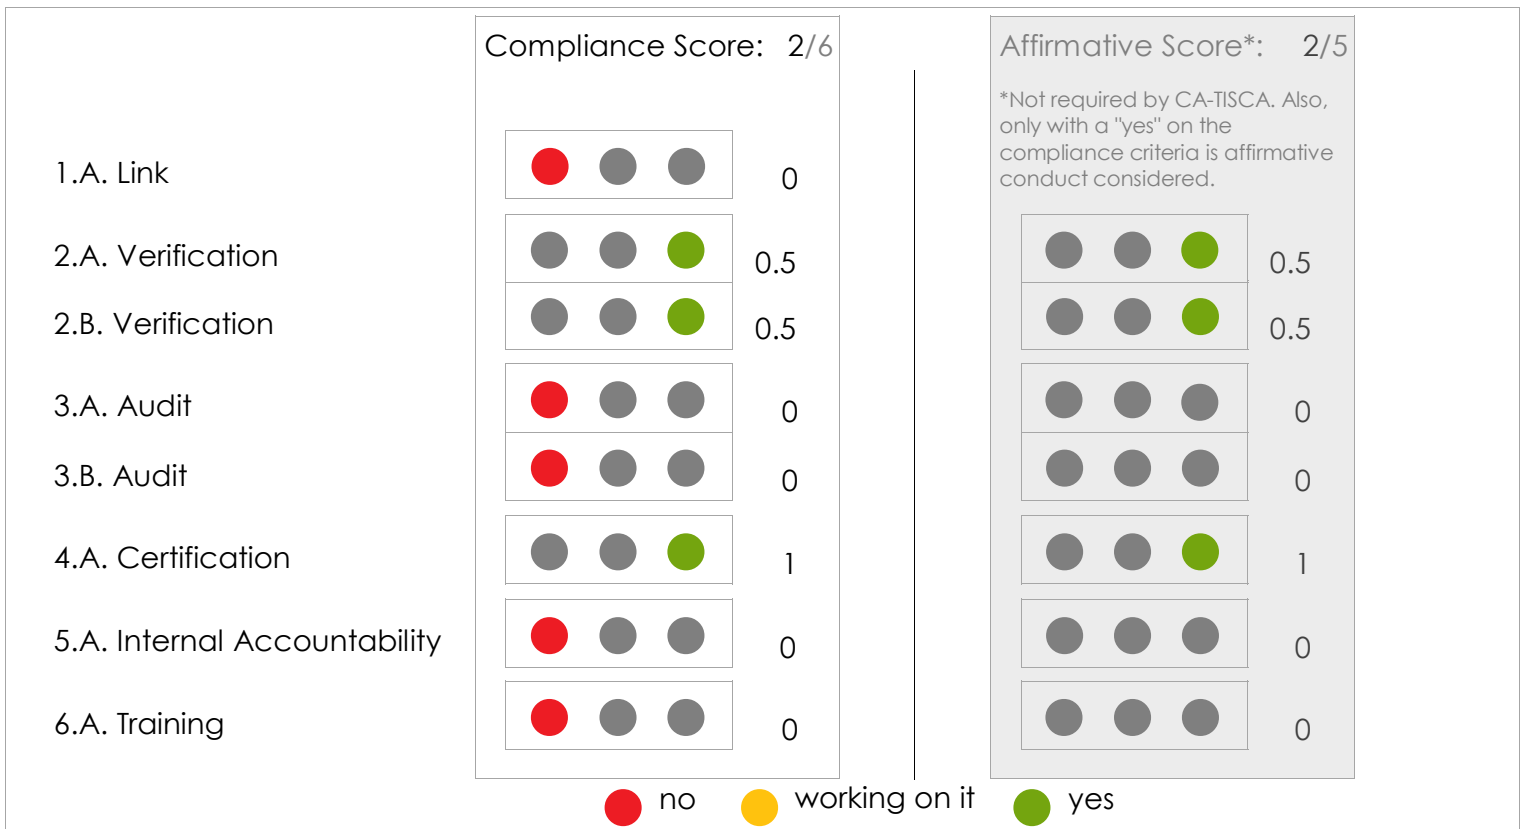 Compliance Score: 2/6
Affirmative Score*: 2/5
*Not required by CA-TISCA. Also,
only with a "yes" on the
compliance criteria is affirmative
conduct considered.
1.A. Link 0
2.A. Verification 0.5 0.5
2.B. Verification 0.5 0.5
3.A. Audit 0 0
3.B. Audit 0 0
4.A. Certification 1 1
5.A. Internal Accountability 0 0
6.A. Training 0 0
no working on it yes